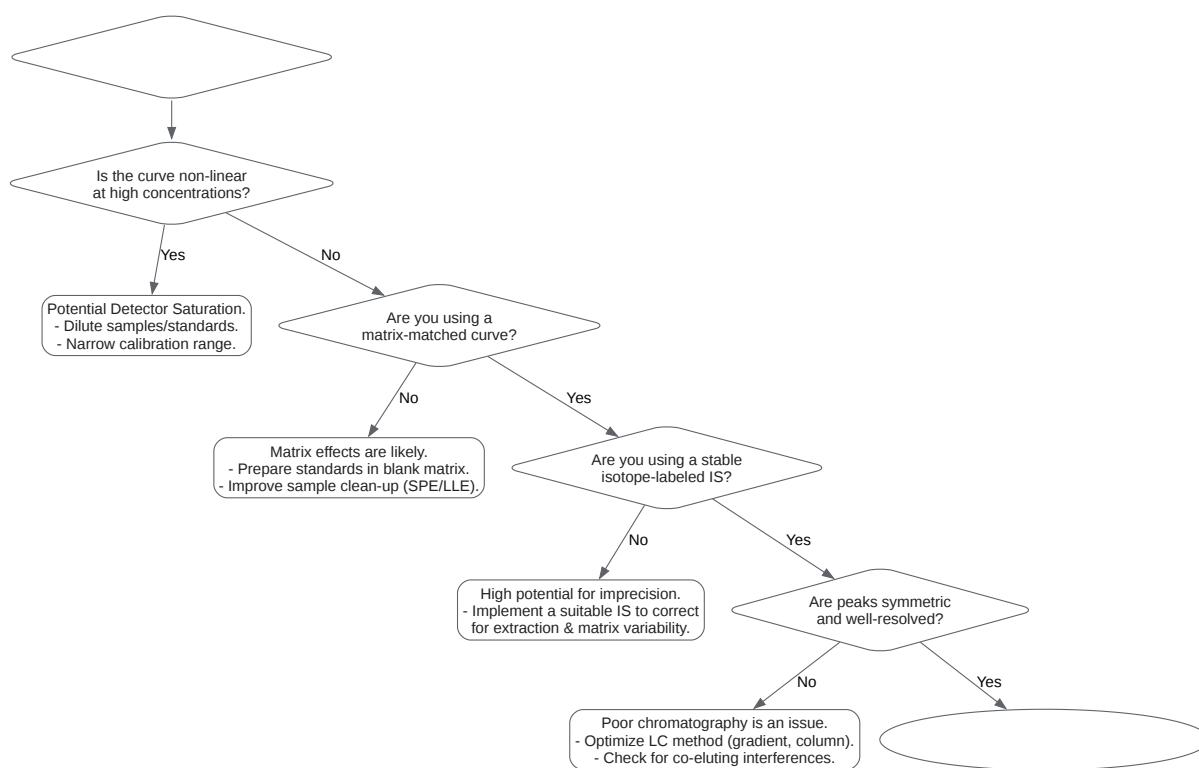 Is the curve non-linear
at high concentrations?
Yes
No
Potential Detector Saturation.
- Dilute samples/standards.
- Narrow calibration range.
Are you using a
matrix-matched curve?
No
Yes
Matrix effects are likely.
- Prepare standards in blank matrix.
- Improve sample clean-up (SPE/LLE).
Are you using a stable
isotope-labeled IS?
No
Yes
High potential for imprecision.
- Implement a suitable IS to correct
for extraction & matrix variability.
Are peaks symmetric
and well-resolved?
No
Yes
Poor chromatography is an issue.
- Optimize LC method (gradient, column).
- Check for co-eluting interferences.